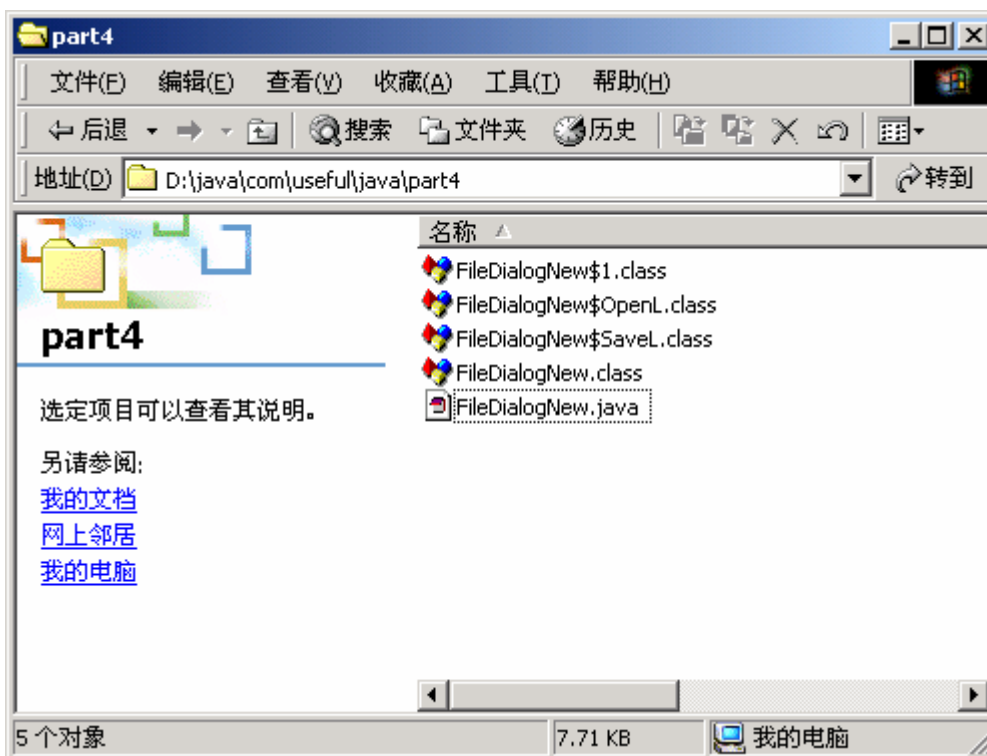 part4
文件(F) 编辑(E) 查看(V) 收藏(A) 工具(T) 帮助(H)
后退 搜索 文件夹 历史
地址(D) D:\java\com\useful\java\part4 转到
part4
选定项目可以查看其说明。
另请参阅:
我的文档
网上邻居
我的电脑
名称
FileDialogNew$1.class
FileDialogNew$OpenL.class
FileDialogNew$SaveL.class
FileDialogNew.class
FileDialogNew.java
5 个对象 7.71 KB 我的电脑